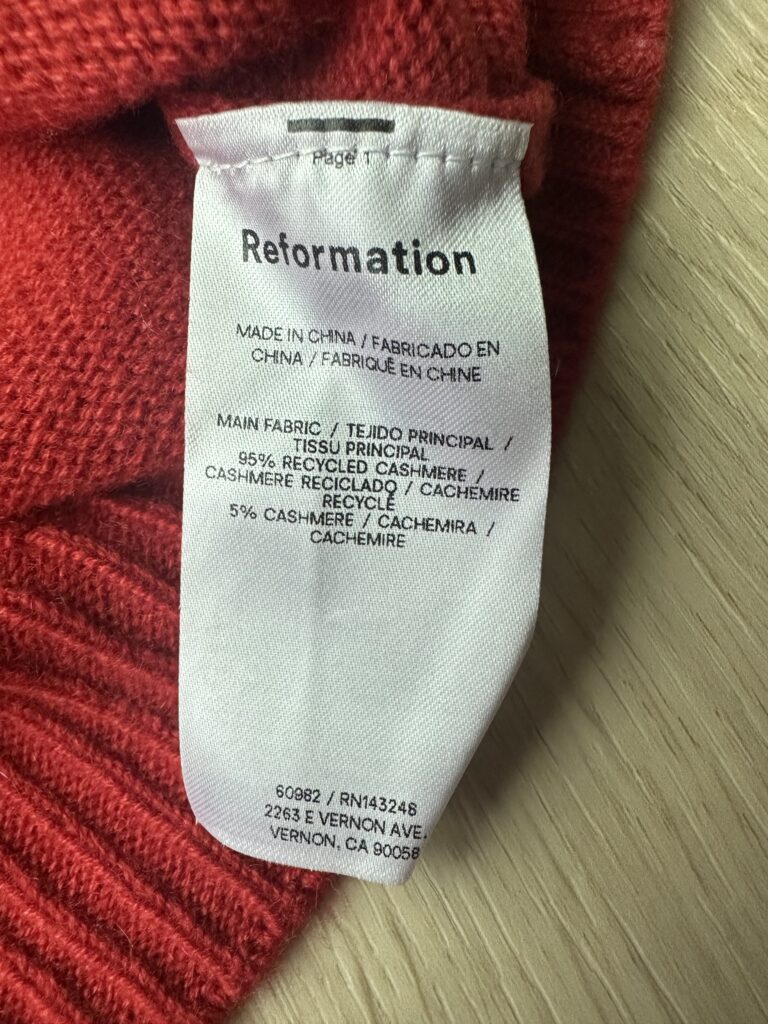 Page 1
Reformation
MADE IN CHINA / FABRICADO EN
CHINA / FABRIQUÉ EN CHINE
MAIN FABRIC / TEJIDO PRINCIPAL /
TISSU PRINCIPAL
95% RECYCLED CASHMERE /
CASHMERE RECICLADO / CACHEMIRE
RECYCLÉ
5% CASHMERE / CACHEMIRA /
CACHEMIRE
60982 / RN143248
2263 E VERNON AVE.
VERNON, CA 90058